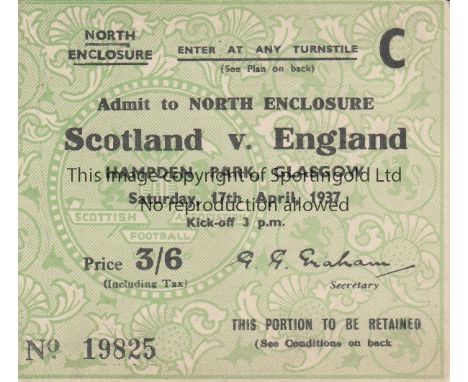 NORTH
ENCLOSURE
ENTER AT ANY TURNSTILE
(See Plan on back)
C
Admit to NORTH ENCLOSURE
Scotland v. England
HAMPDEN PARK, GLASGOW
This image copyright of Sportingold Ltd
Saturday, 17th April, 1937
No reproduction allowed
Kick-off 3 p.m.
SCOTTISH
FOOTBALL
Price 3/6
(Including Tax)
G. G. Graham
Secretary
THIS PORTION TO BE RETAINED
(See Conditions on back
No 19825